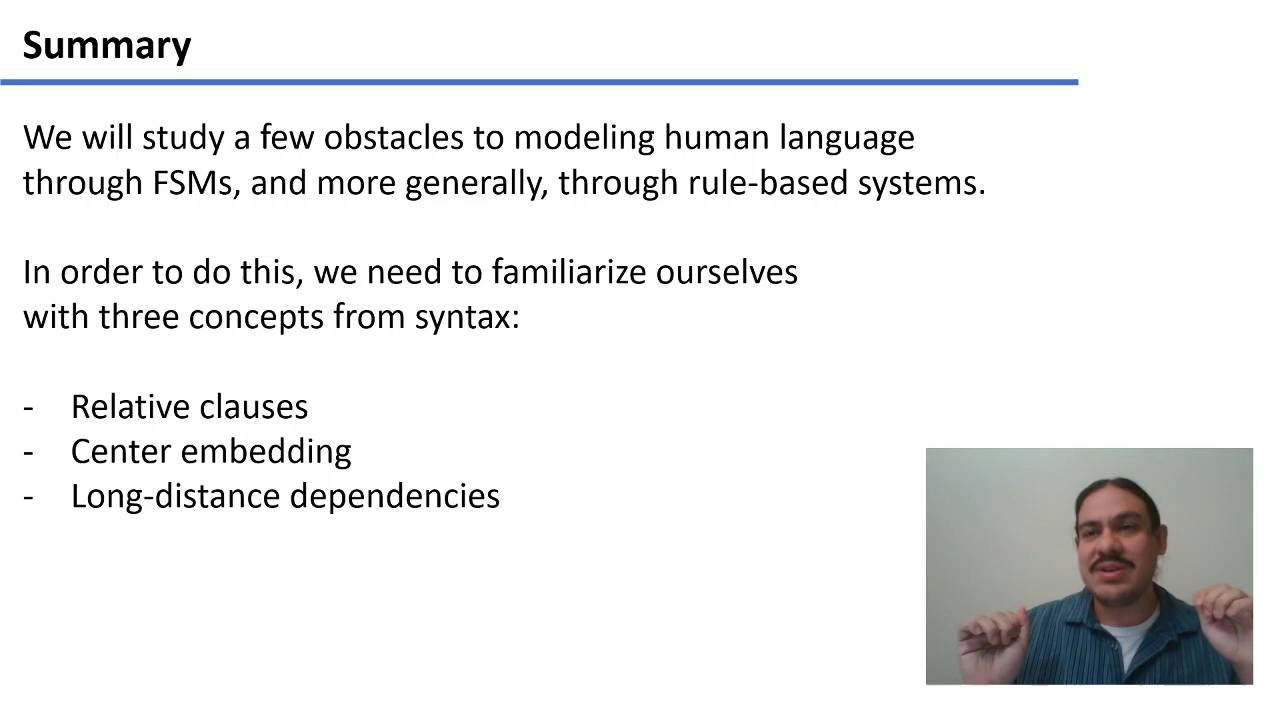 Summary
We will study a few obstacles to modeling human language
through FSMs, and more generally, through rule-based systems.
In order to do this, we need to familiarize ourselves
with three concepts from syntax:
- Relative clauses
- Center embedding
- Long-distance dependencies